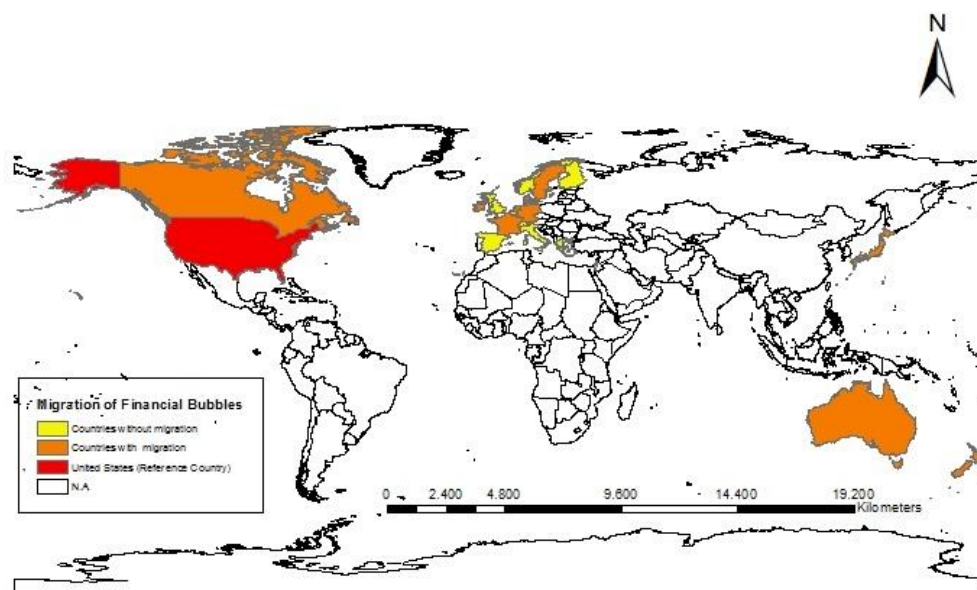 N
Migration of Financial Bubbles
Countries without migration
Countries with migration
United States (Reference Country)
N.A
0 2.400 4.800 9.600 14.400 19.200
Kilometers